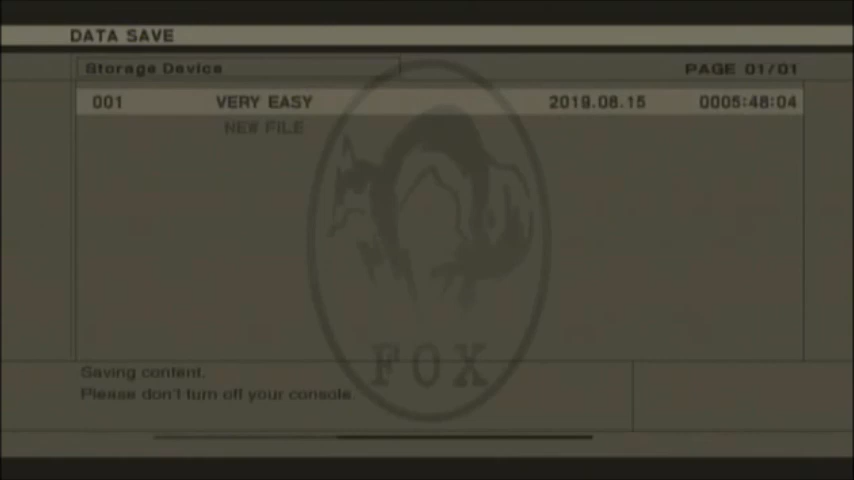 DATA SAVE
Storage Device PAGE 01/01
001 VERY EASY 2019.08.15 0005:48:04
NEW FILE
FOX
Saving content.
Please don't turn off your console.